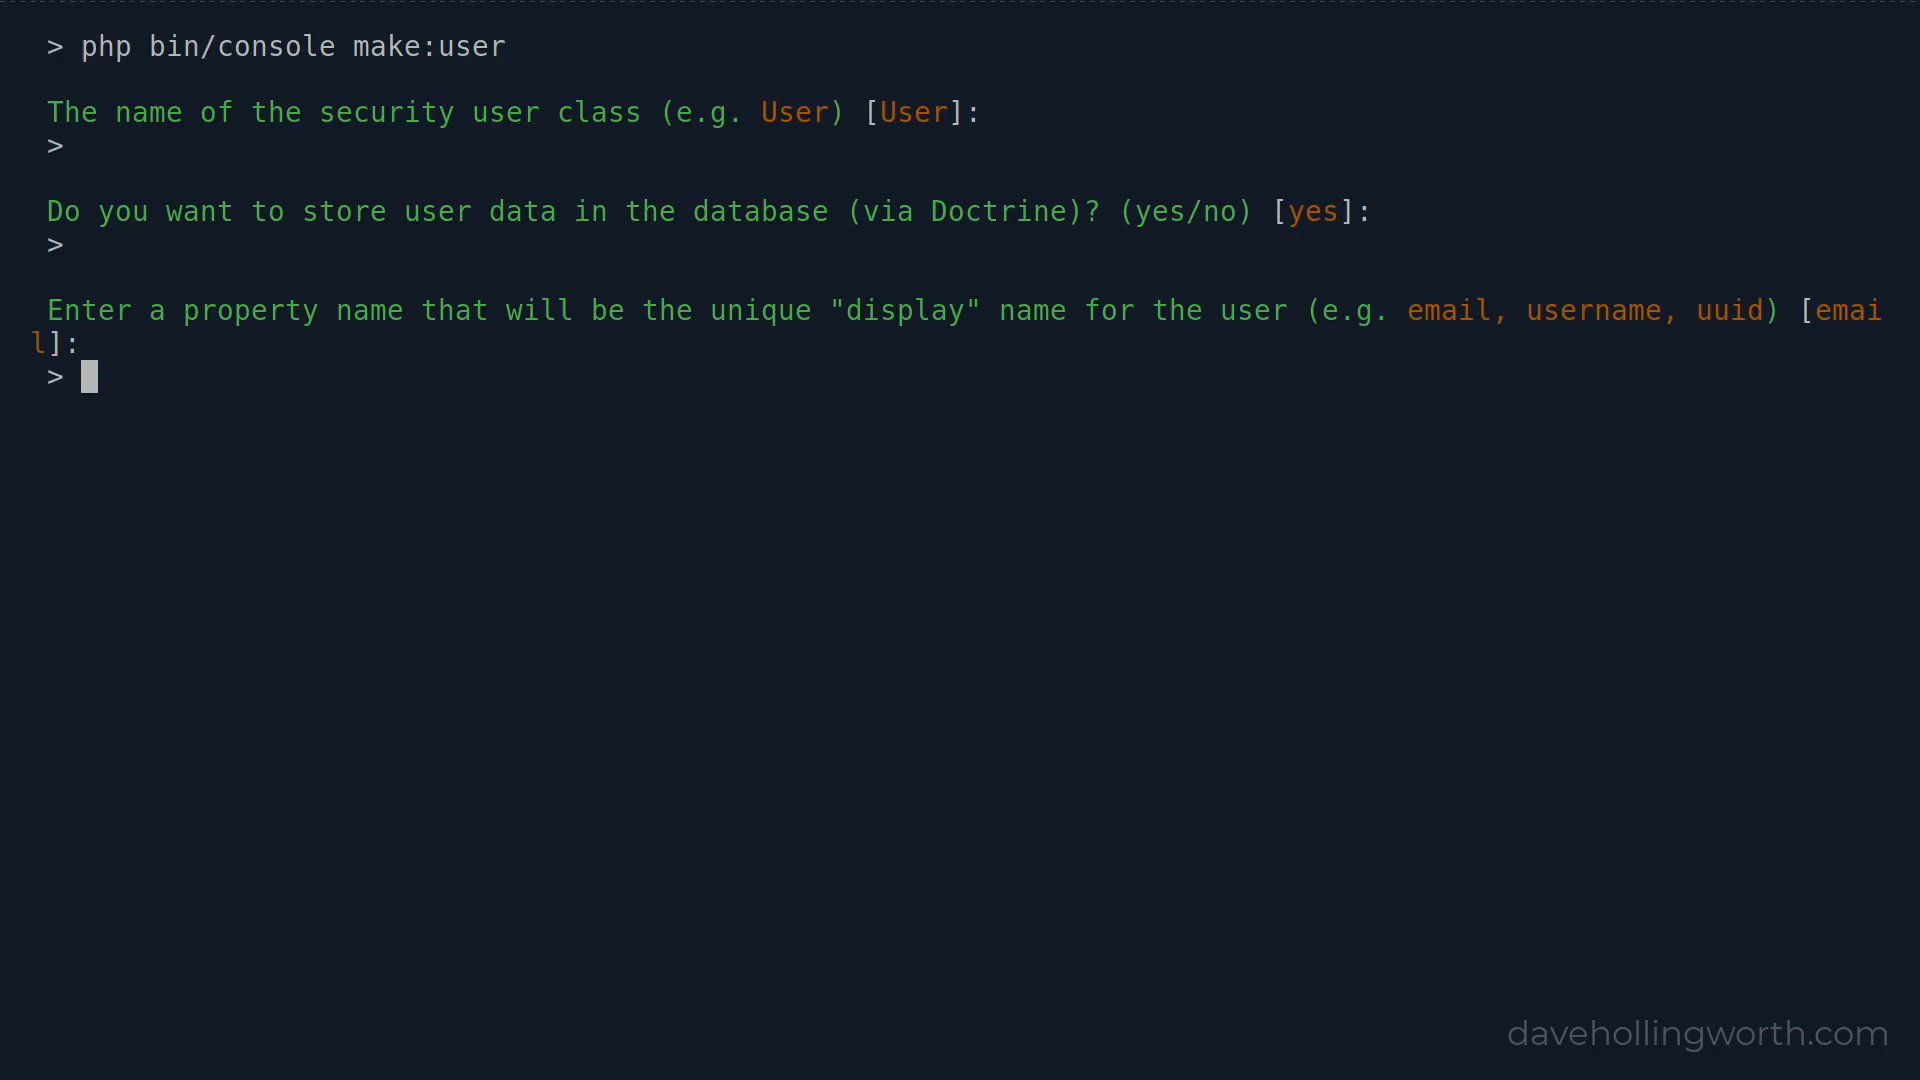 > php bin/console make:user
The name of the security user class (e.g. User) [User]:
>
Do you want to store user data in the database (via Doctrine)? (yes/no) [yes]:
>
Enter a property name that will be the unique "display" name for the user (e.g. email, username, uuid) [emai
l]:
>
davehollingworth.com